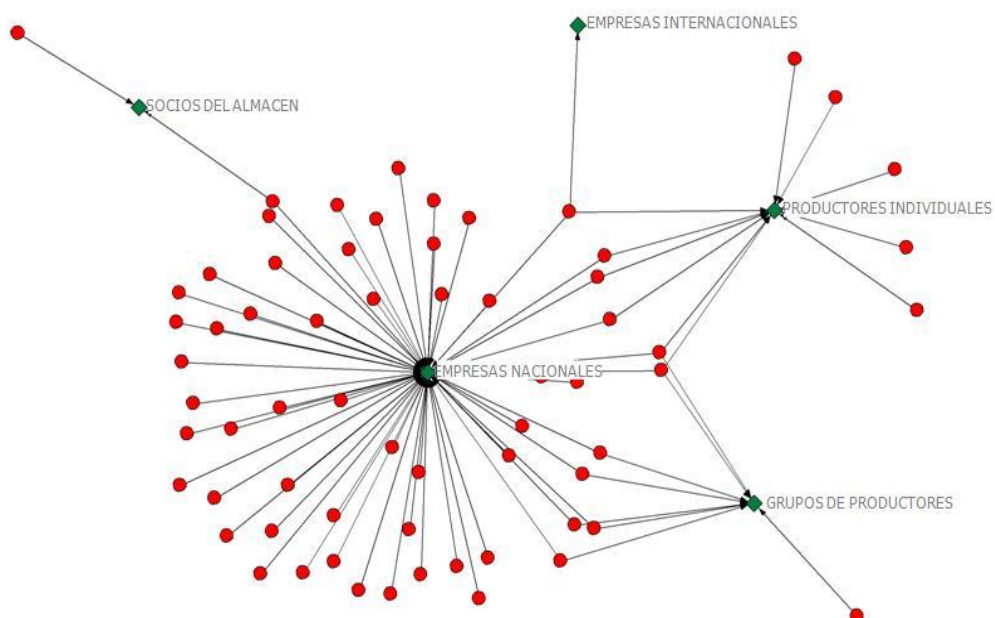 EMPRESAS INTERNACIONALES
SOCIOS DEL ALMACEN
PRODUCTORES INDIVIDUALES
EMPRESAS NACIONALES
GRUPOS DE PRODUCTORES